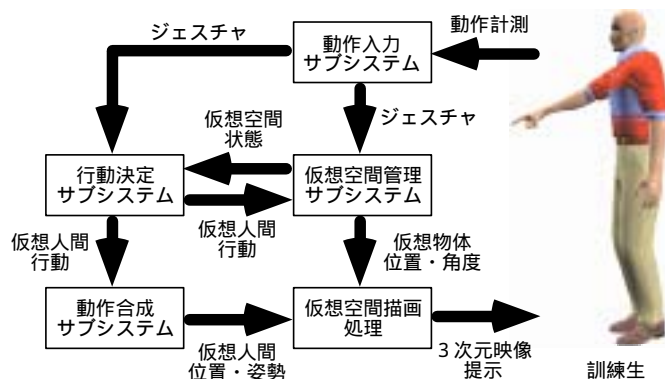 ジェスチャ
動作入力
サブシステム
動作計測
仮想空間
状態
ジェスチャ
行動決定
サブシステム
仮想空間管理
サブシステム
仮想人間
行動
仮想人間
行動
仮想物体
位置・角度
動作合成
サブシステム
仮想空間描画
処理
仮想人間
位置・姿勢
3次元映像
提示
訓練生